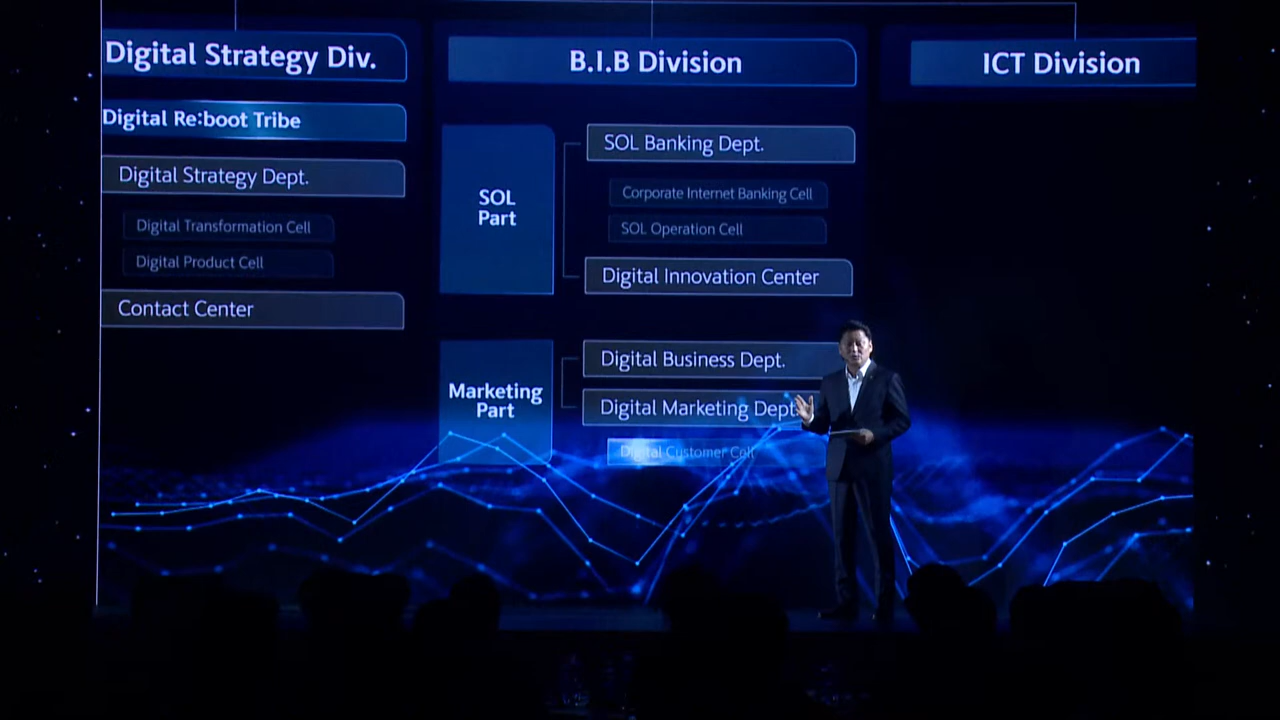 Digital Strategy Div.
Digital Re:boot Tribe
Digital Strategy Dept.
Digital Transformation Cell
Digital Product Cell
Contact Center
B.I.B Division
SOL
Part
SOL Banking Dept.
Corporate Internet Banking Cell
SOL Operation Cell
Digital Innovation Center
Marketing
Part
Digital Business Dept.
Digital Marketing Dept.
Digital Customer Cell
ICT Division